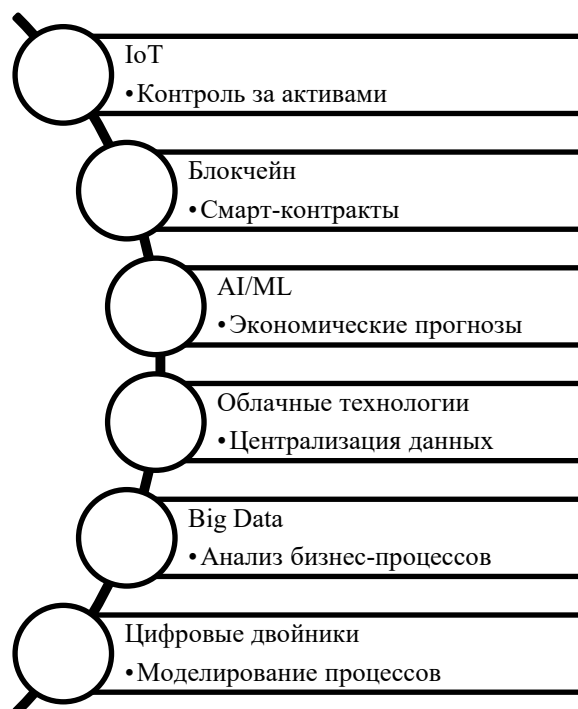 IoT
•Контроль за активами
Блокчейн
•Смарт-контракты
AI/ML
•Экономические прогнозы
Облачные технологии
•Централизация данных
Big Data
•Анализ бизнес-процессов
Цифровые двойники
•Моделирование процессов